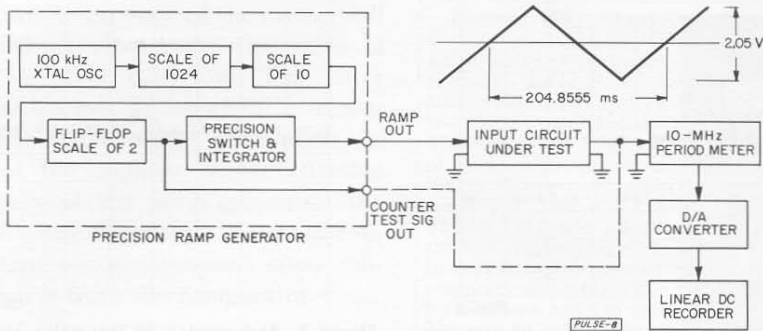 100 kHz
XTAL OSC
SCALE OF
1024
SCALE
OF 10
2.05 V
204.8555 ms
FLIP-FLOP
SCALE OF 2
PRECISION
SWITCH &
INTEGRATOR
RAMP
OUT
INPUT CIRCUIT
UNDER TEST
10-MHz
PERIOD METER
COUNTER
TEST SIG
OUT
PRECISION RAMP GENERATOR
D/A
CONVERTER
LINEAR DC
RECORDER
PULSE-8